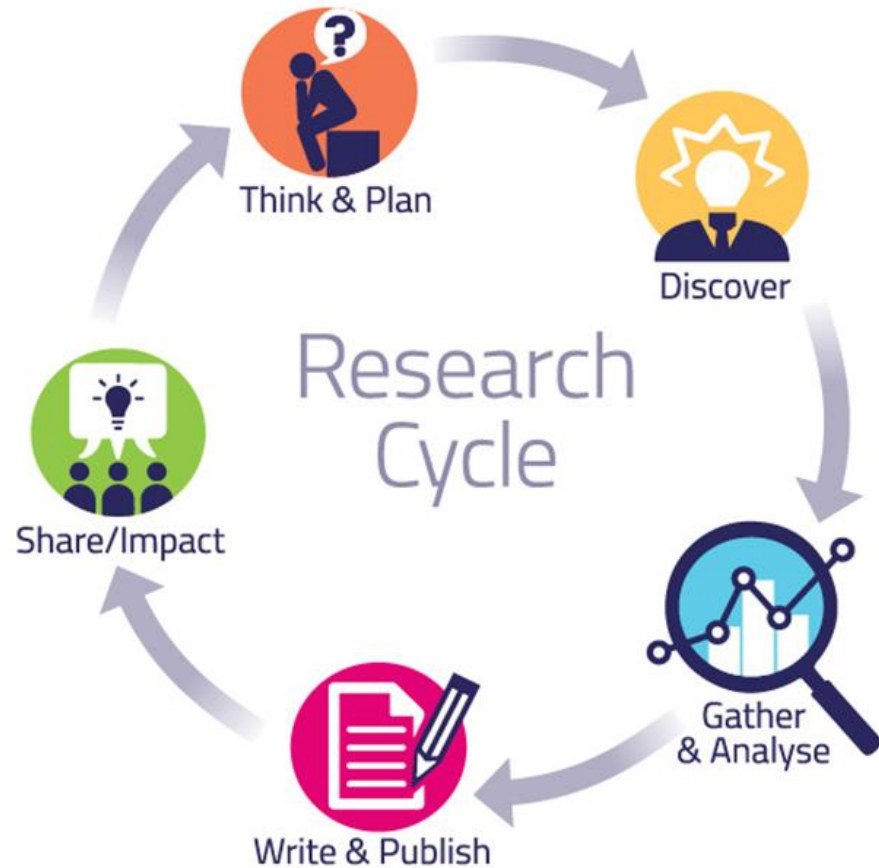 ?
Think & Plan
Discover
Research
Cycle
Gather
& Analyse
Write & Publish
Share/Impact